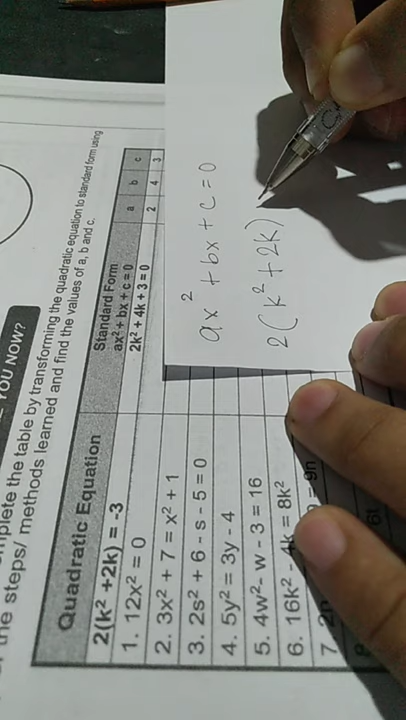 YOU NOW?
plete the table by transforming the quadratic equation to standard form using
the steps/ methods learned and find the values of a, b and c.
Quadratic Equation Standard Form
ax² + bx + c = 0 a b c
2(k² +2k) = -3 2k² + 4k + 3 = 0 2 4 3
1. 12x² = 0
2. 3x² + 7 = x² + 1
3. 2s² + 6 - s - 5 = 0
4. 5y² = 3y - 4
5. 4w² - w - 3 = 16
6. 16k² - 4k = 8k²
7. = 9n
6t
ax² + bx + c = 0
2(k² + 2k)